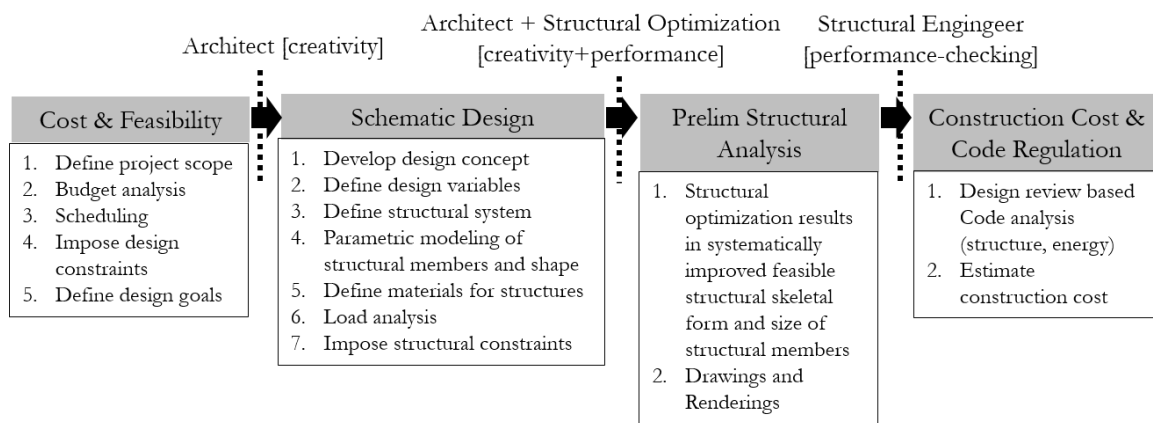 Architect [creativity]
Architect + Structural Optimization
[creativity+performance]
Structural Engingeer
[performance-checking]
Cost & Feasibility
1. Define project scope
2. Budget analysis
3. Scheduling
4. Impose design
constraints
5. Define design goals
Schematic Design
1. Develop design concept
2. Define design variables
3. Define structural system
4. Parametric modeling of
structural members and shape
5. Define materials for structures
6. Load analysis
7. Impose structural constraints
Prelim Structural
Analysis
1. Structural
optimization results
in systematically
improved feasible
structural skeletal
form and size of
structural members
2. Drawings and
Renderings
Construction Cost &
Code Regulation
1. Design review based
Code analysis
(structure, energy)
2. Estimate
construction cost